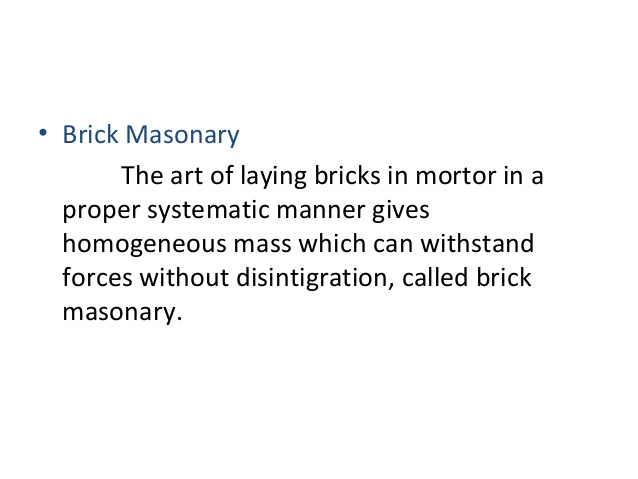 • Brick Masonary
The art of laying bricks in mortor in a
proper systematic manner gives
homogeneous mass which can withstand
forces without disintigration, called brick
masonary.